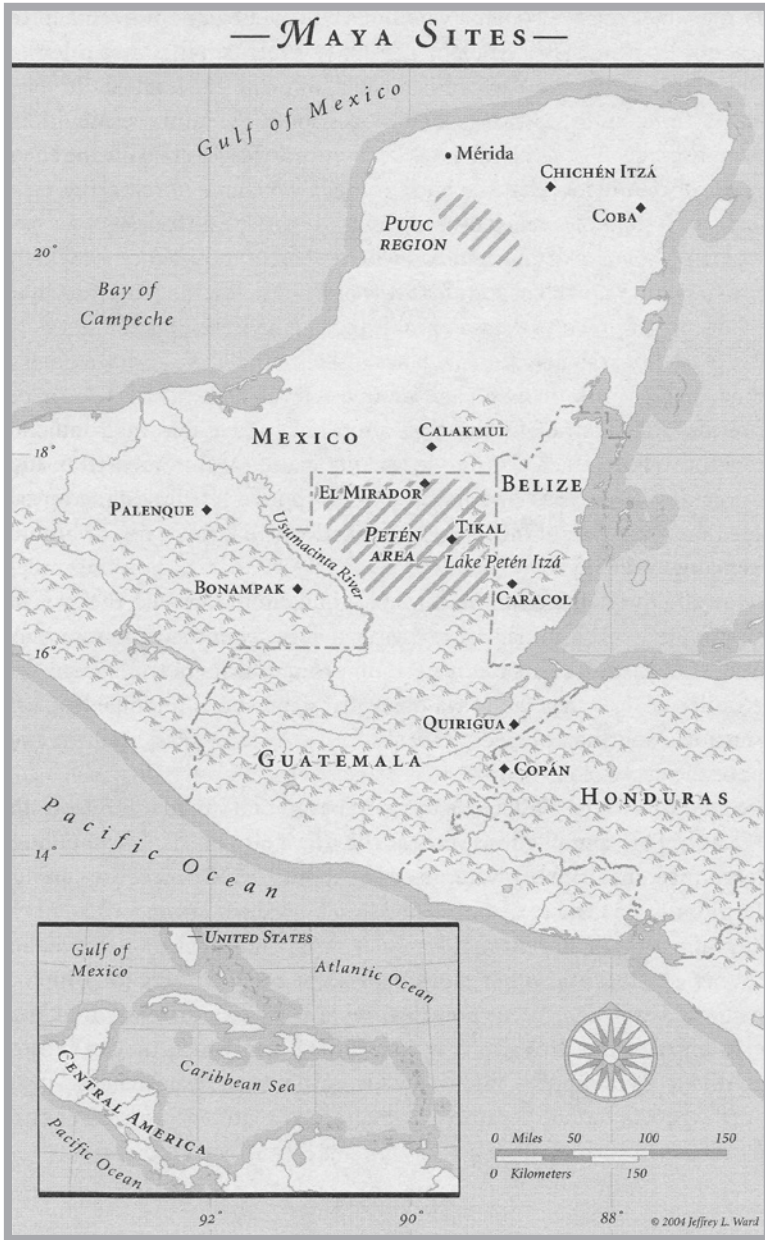 —MAYA SITES—
Gulf of Mexico
Mérida
CHICHÉN ITZÁ
COBA
PUUC
REGION
20°
Bay of
Campeche
MEXICO
CALAKMUL
18°
EL MIRADOR
BELIZE
PALENQUE
Usumacinta River
PETÉN
AREA
TIKAL
Lake Petén Itzá
BONAMPAK
CARACOL
16°
QUIRIGUA
GUATEMALA
COPÁN
HONDURAS
Pacific Ocean
14°
Gulf of
Mexico
UNITED STATES
Atlantic Ocean
Caribbean Sea
CENTRAL AMERICA
Pacific Ocean
0 Miles 50 100 150
0 Kilometers 150
92° 90° 88°
© 2004 Jeffrey L. Ward